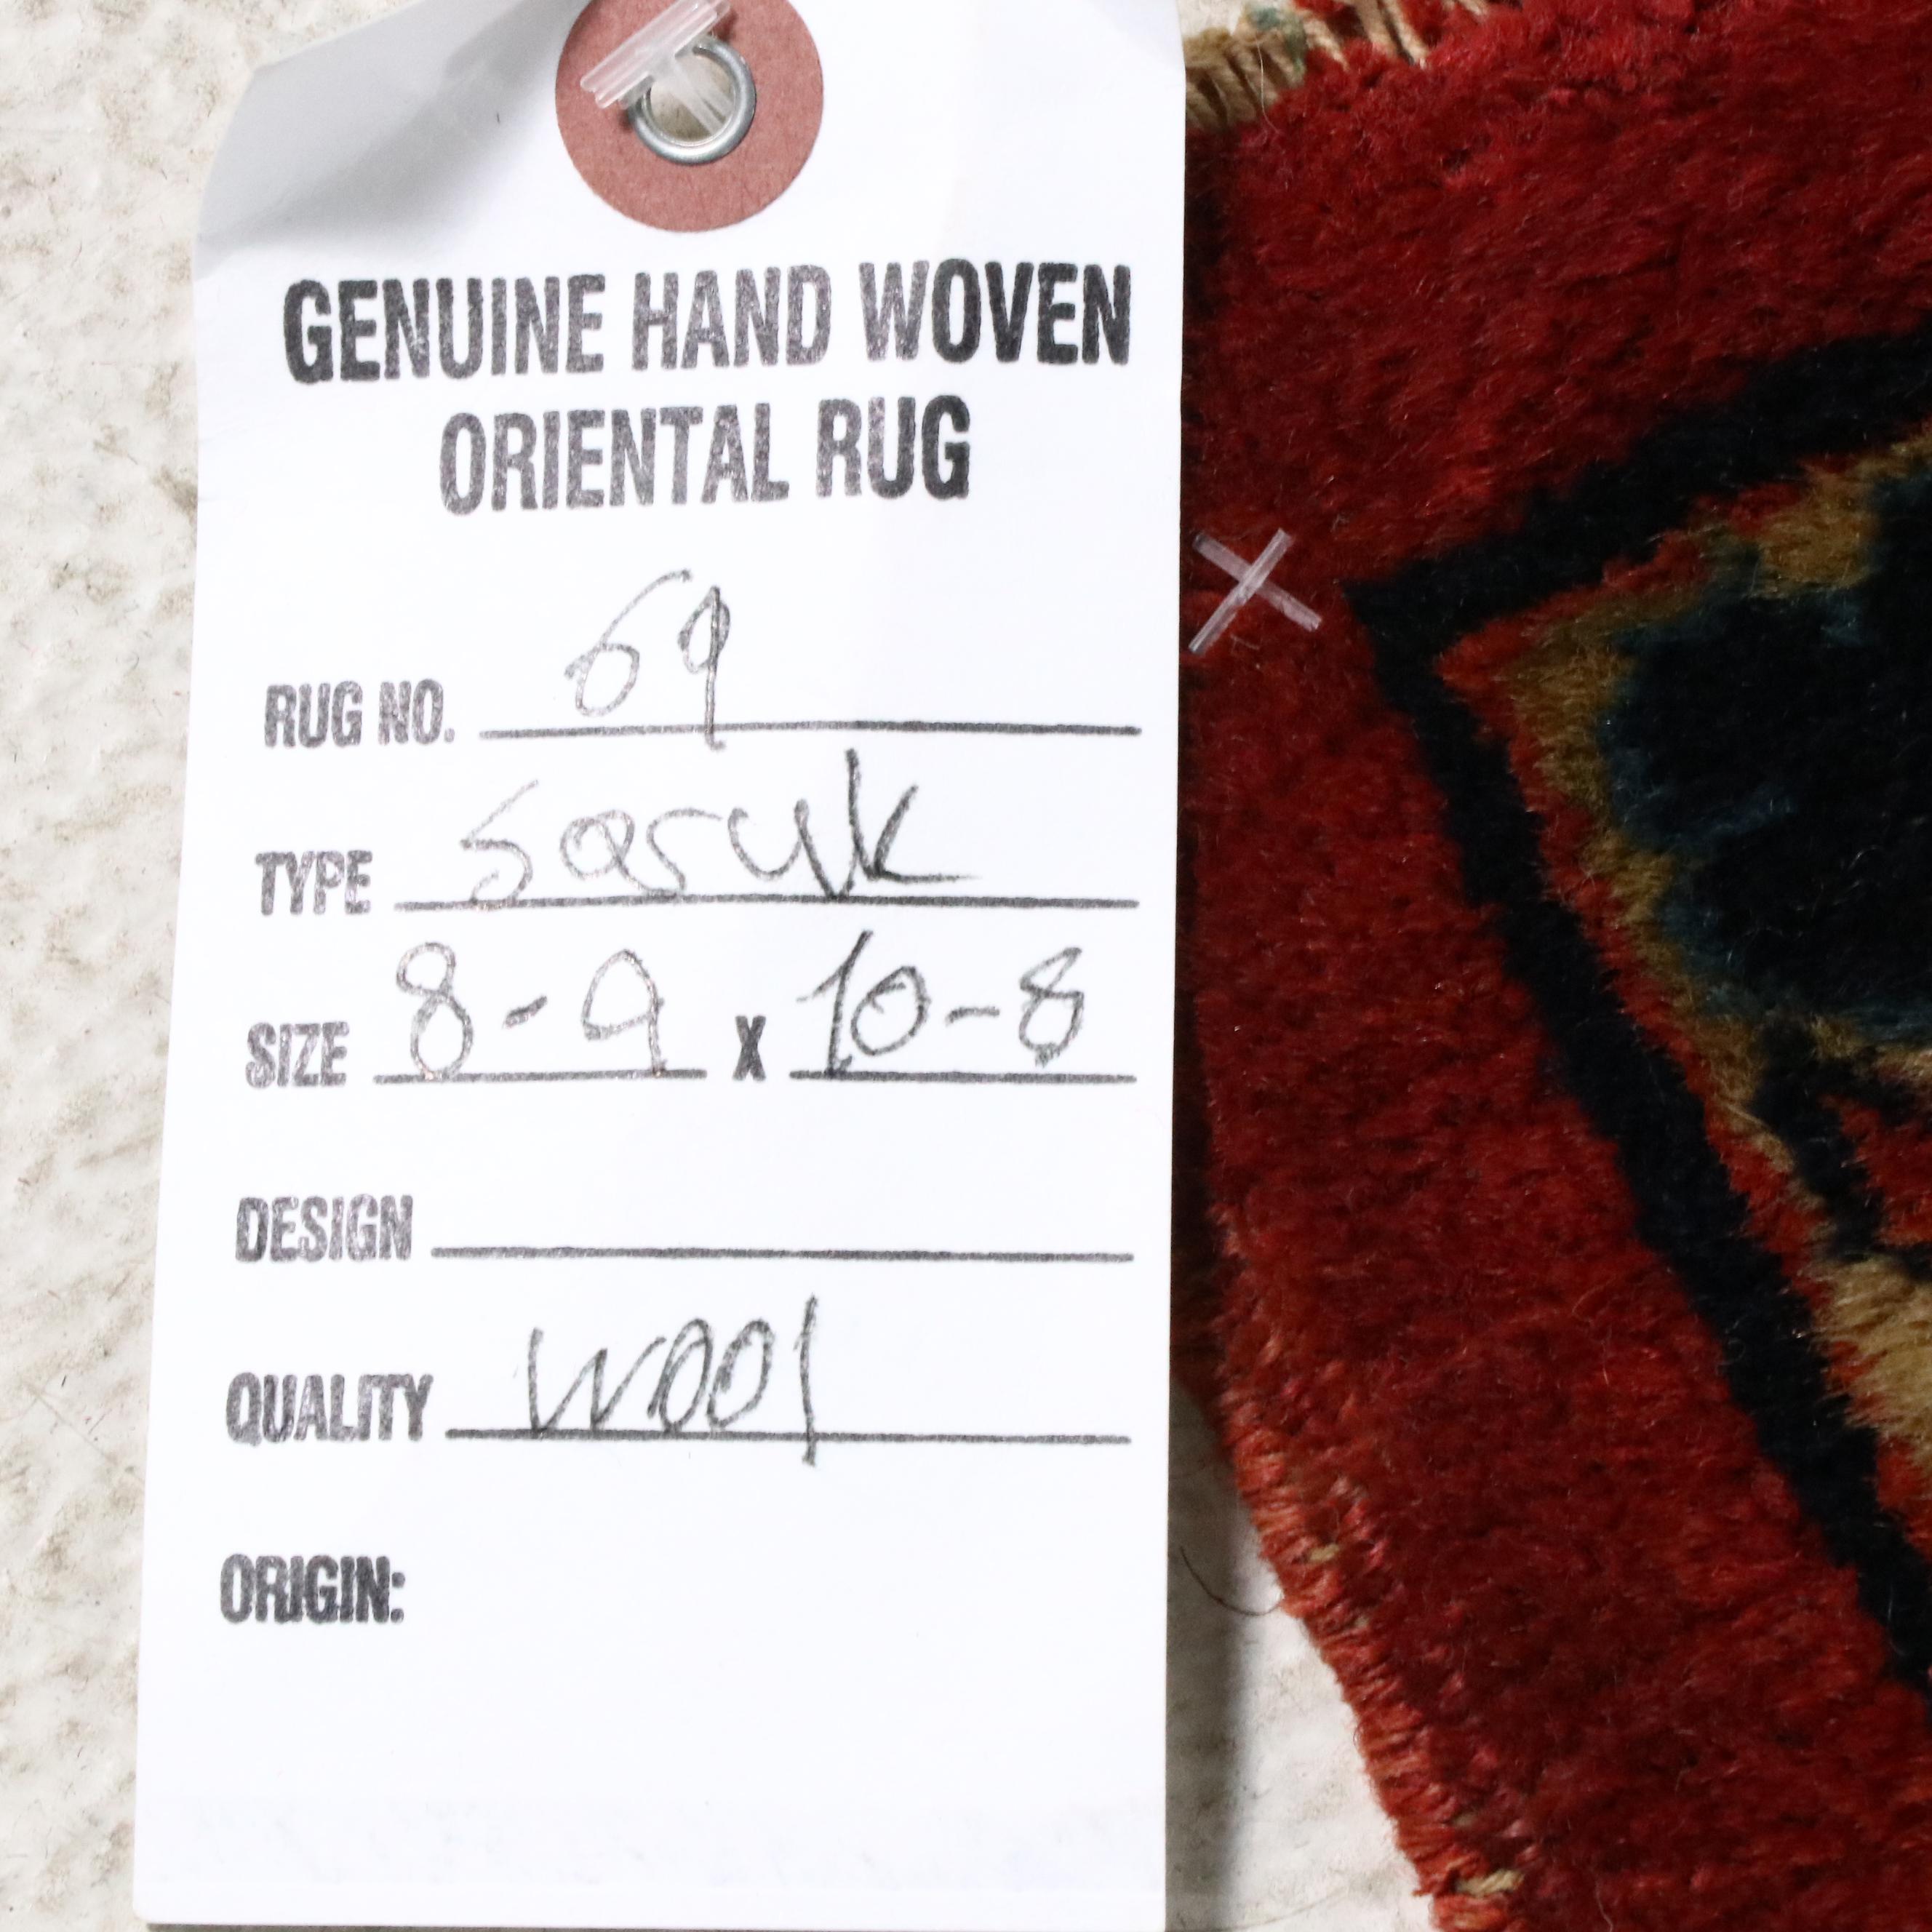 GENUINE HAND WOVEN
ORIENTAL RUG
RUG NO. 69
TYPE Saruk
SIZE 8-9 x 10-8
DESIGN
QUALITY wool
ORIGIN: